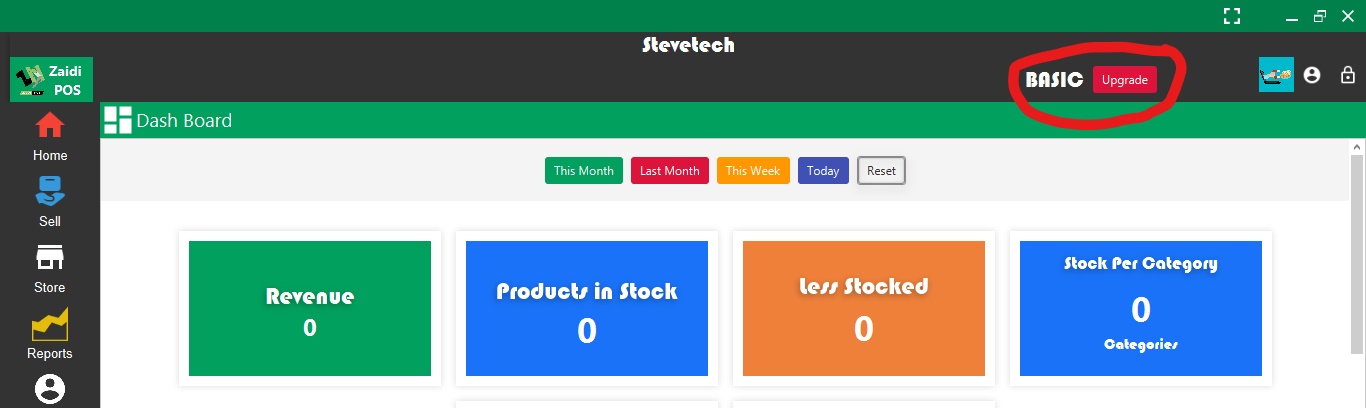 Stevetech
Zaidi
POS
BASIC
Upgrade
Dash Board
Home
Sell
Store
Reports
This Month
Last Month
This Week
Today
Reset
Revenue
0
Products in Stock
0
Less Stocked
0
Stock Per Category
0
Categories